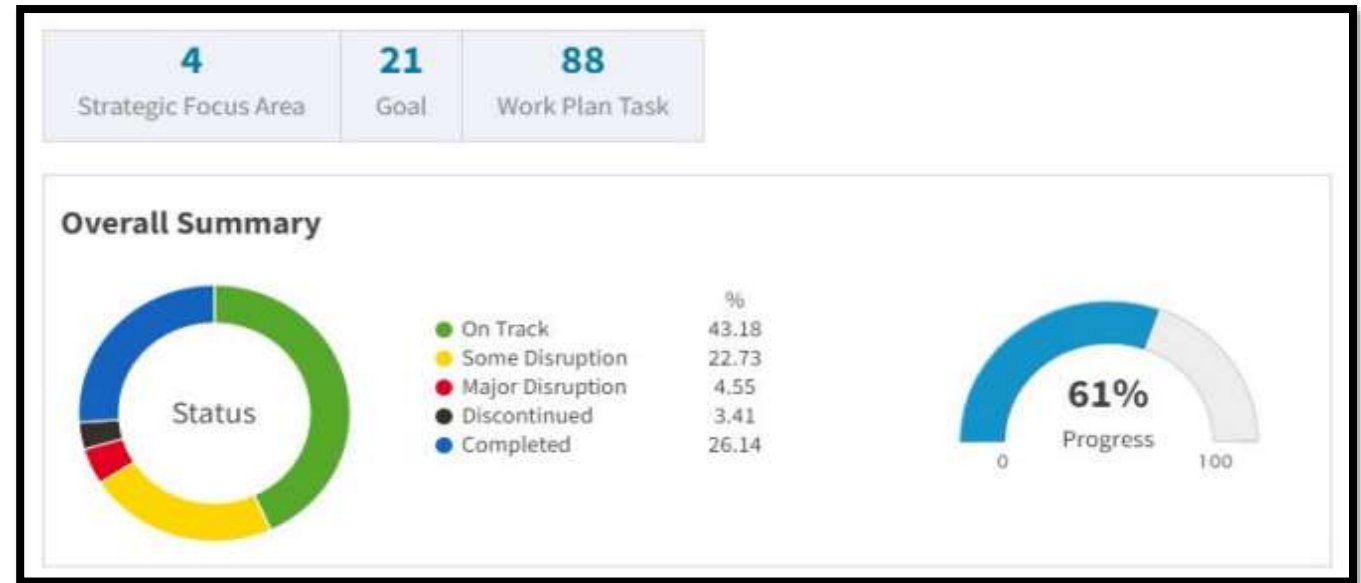 4 21 88
Strategic Focus Area Goal Work Plan Task
Overall Summary
Status
%
On Track 43.18
Some Disruption 22.73
Major Disruption 4.55
Discontinued 3.41
Completed 26.14
61%
Progress
0 100